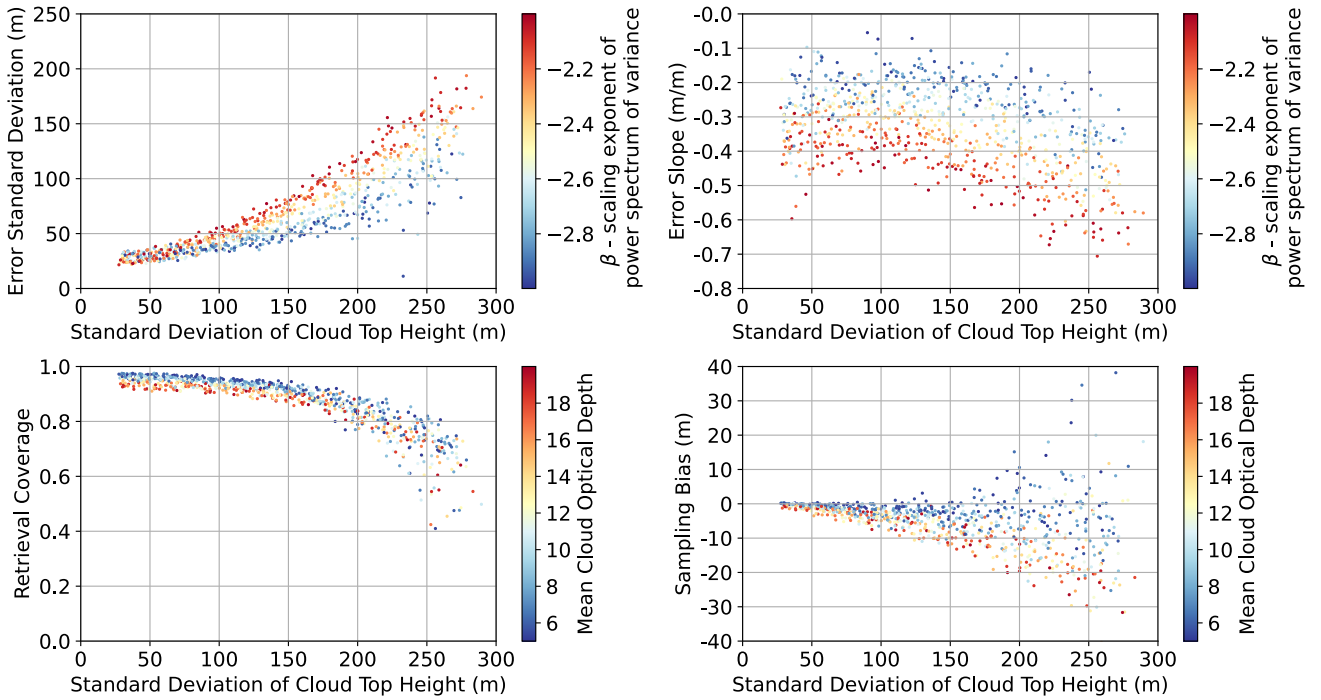 250
200
150
100
50
0
Error Standard Deviation (m)
0 50 100 150 200 250 300
Standard Deviation of Cloud Top Height (m)
−2.2
−2.4
−2.6
−2.8
β - scaling exponent of
power spectrum of variance
-0.0
-0.1
-0.2
-0.3
-0.4
-0.5
-0.6
-0.7
-0.8
Error Slope (m/m)
0 50 100 150 200 250 300
Standard Deviation of Cloud Top Height (m)
−2.2
−2.4
−2.6
−2.8
β - scaling exponent of
power spectrum of variance
1.0
0.8
0.6
0.4
0.2
0.0
Retrieval Coverage
0 50 100 150 200 250 300
Standard Deviation of Cloud Top Height (m)
18
16
14
12
10
8
6
Mean Cloud Optical Depth
40
30
20
10
0
-10
-20
-30
-40
Sampling Bias (m)
0 50 100 150 200 250 300
Standard Deviation of Cloud Top Height (m)
18
16
14
12
10
8
6
Mean Cloud Optical Depth